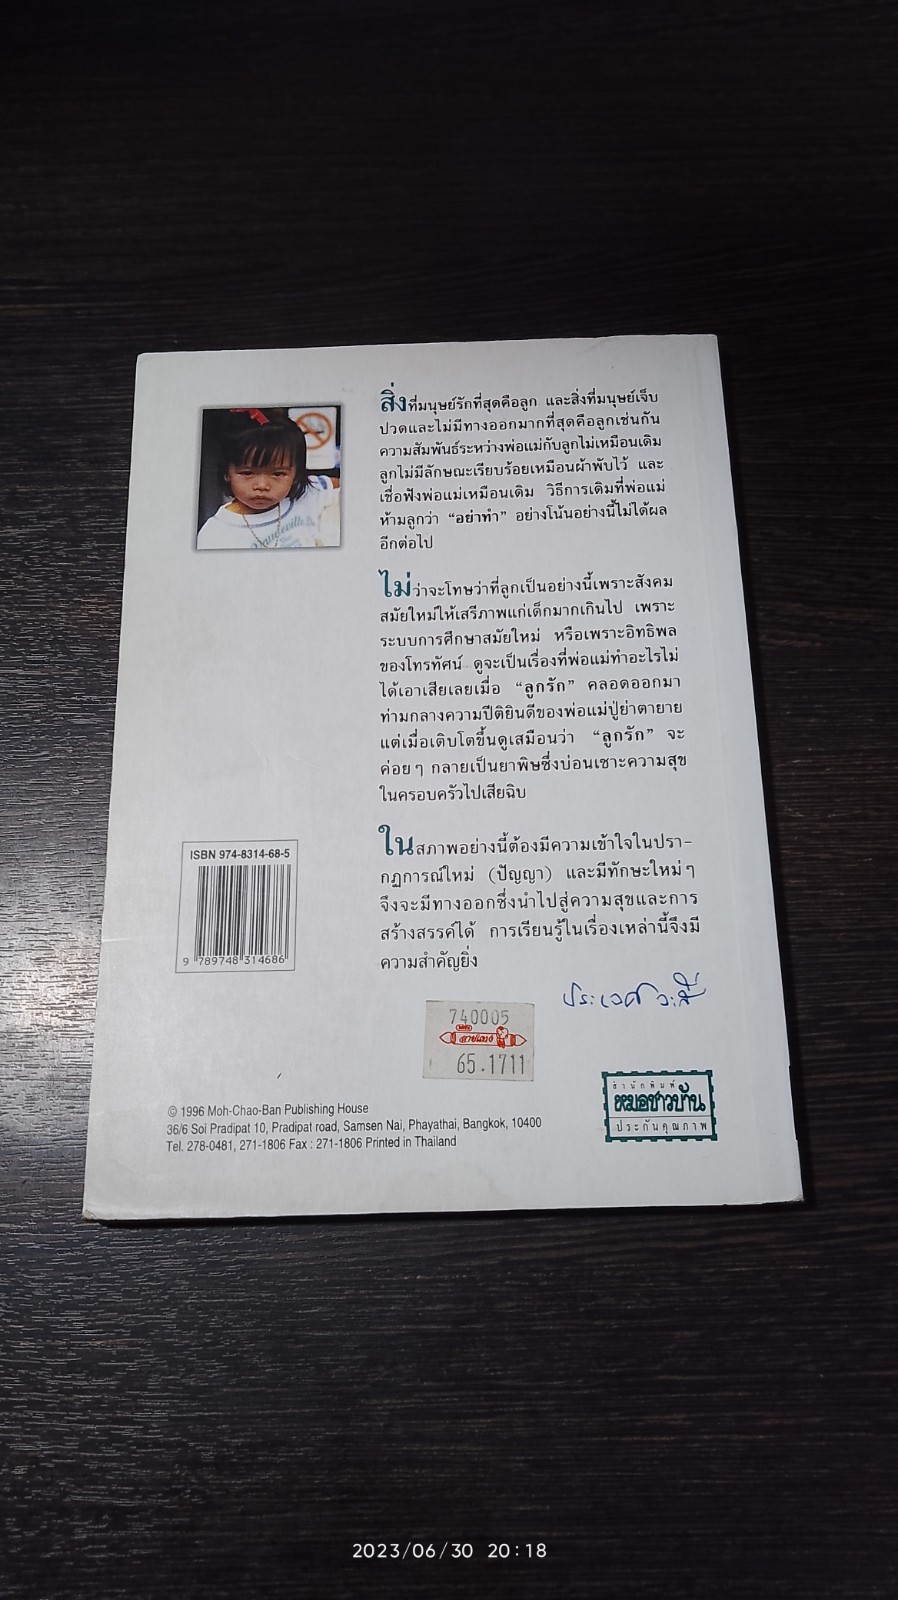 สิ่งที่มนุษย์รักที่สุดคือลูก และสิ่งที่มนุษย์เจ็บ
ปวดและไม่มีทางออกมากที่สุดคือลูกเช่นกัน
ความสัมพันธ์ระหว่างพ่อแม่กับลูกไม่เหมือนเดิม
ลูกไม่มีลักษณะเรียบร้อยเหมือนผ้าพับไว้ และ
เชื่อฟังพ่อแม่เหมือนเดิม วิธีการเดิมที่พ่อแม่
ห้ามลูกว่า “อย่าทำ” อย่างโน้นอย่างนี้ไม่ได้ผล
อีกต่อไป
ไม่ว่าจะโทษว่าที่ลูกเป็นอย่างนี้เพราะสังคม
สมัยใหม่ให้เสรีภาพแก่เด็กมากเกินไป เพราะ
ระบบการศึกษาสมัยใหม่ หรือเพราะอิทธิพล
ของโทรทัศน์ ดูจะเป็นเรื่องที่พ่อแม่ทำอะไรไม่
ได้เอาเสียเลยเมื่อ “ลูกรัก” คลอดออกมา
ท่ามกลางความปีติยินดีของพ่อแม่ปู่ย่าตายาย
แต่เมื่อเติบโตขึ้นดูเสมือนว่า “ลูกรัก” จะ
ค่อยๆ กลายเป็นยาพิษซึ่งบ่อนเซาะความสุข
ในครอบครัวไปเสียฉิบ
ในสภาพอย่างนี้ต้องมีความเข้าใจในปรา-
กฏการณ์ใหม่ (ปัญญา) และมีทักษะใหม่ๆ
จึงจะมีทางออกซึ่งนำไปสู่ความสุขและการ
สร้างสรรค์ได้ การเรียนรู้ในเรื่องเหล่านี้จึงมี
ความสำคัญยิ่ง
ประเวศ วะสี
ISBN 974-8314-68-5
9 789748 314686
740005
65.1711
สำนักพิมพ์
หมอชาวบ้าน
ประกันคุณภาพ
© 1996 Moh-Chao-Ban Publishing House
36/6 Soi Pradipat 10, Pradipat road, Samsen Nai, Phayathai, Bangkok, 10400
Tel. 278-0481, 271-1806 Fax : 271-1806 Printed in Thailand
2023/06/30 20:18